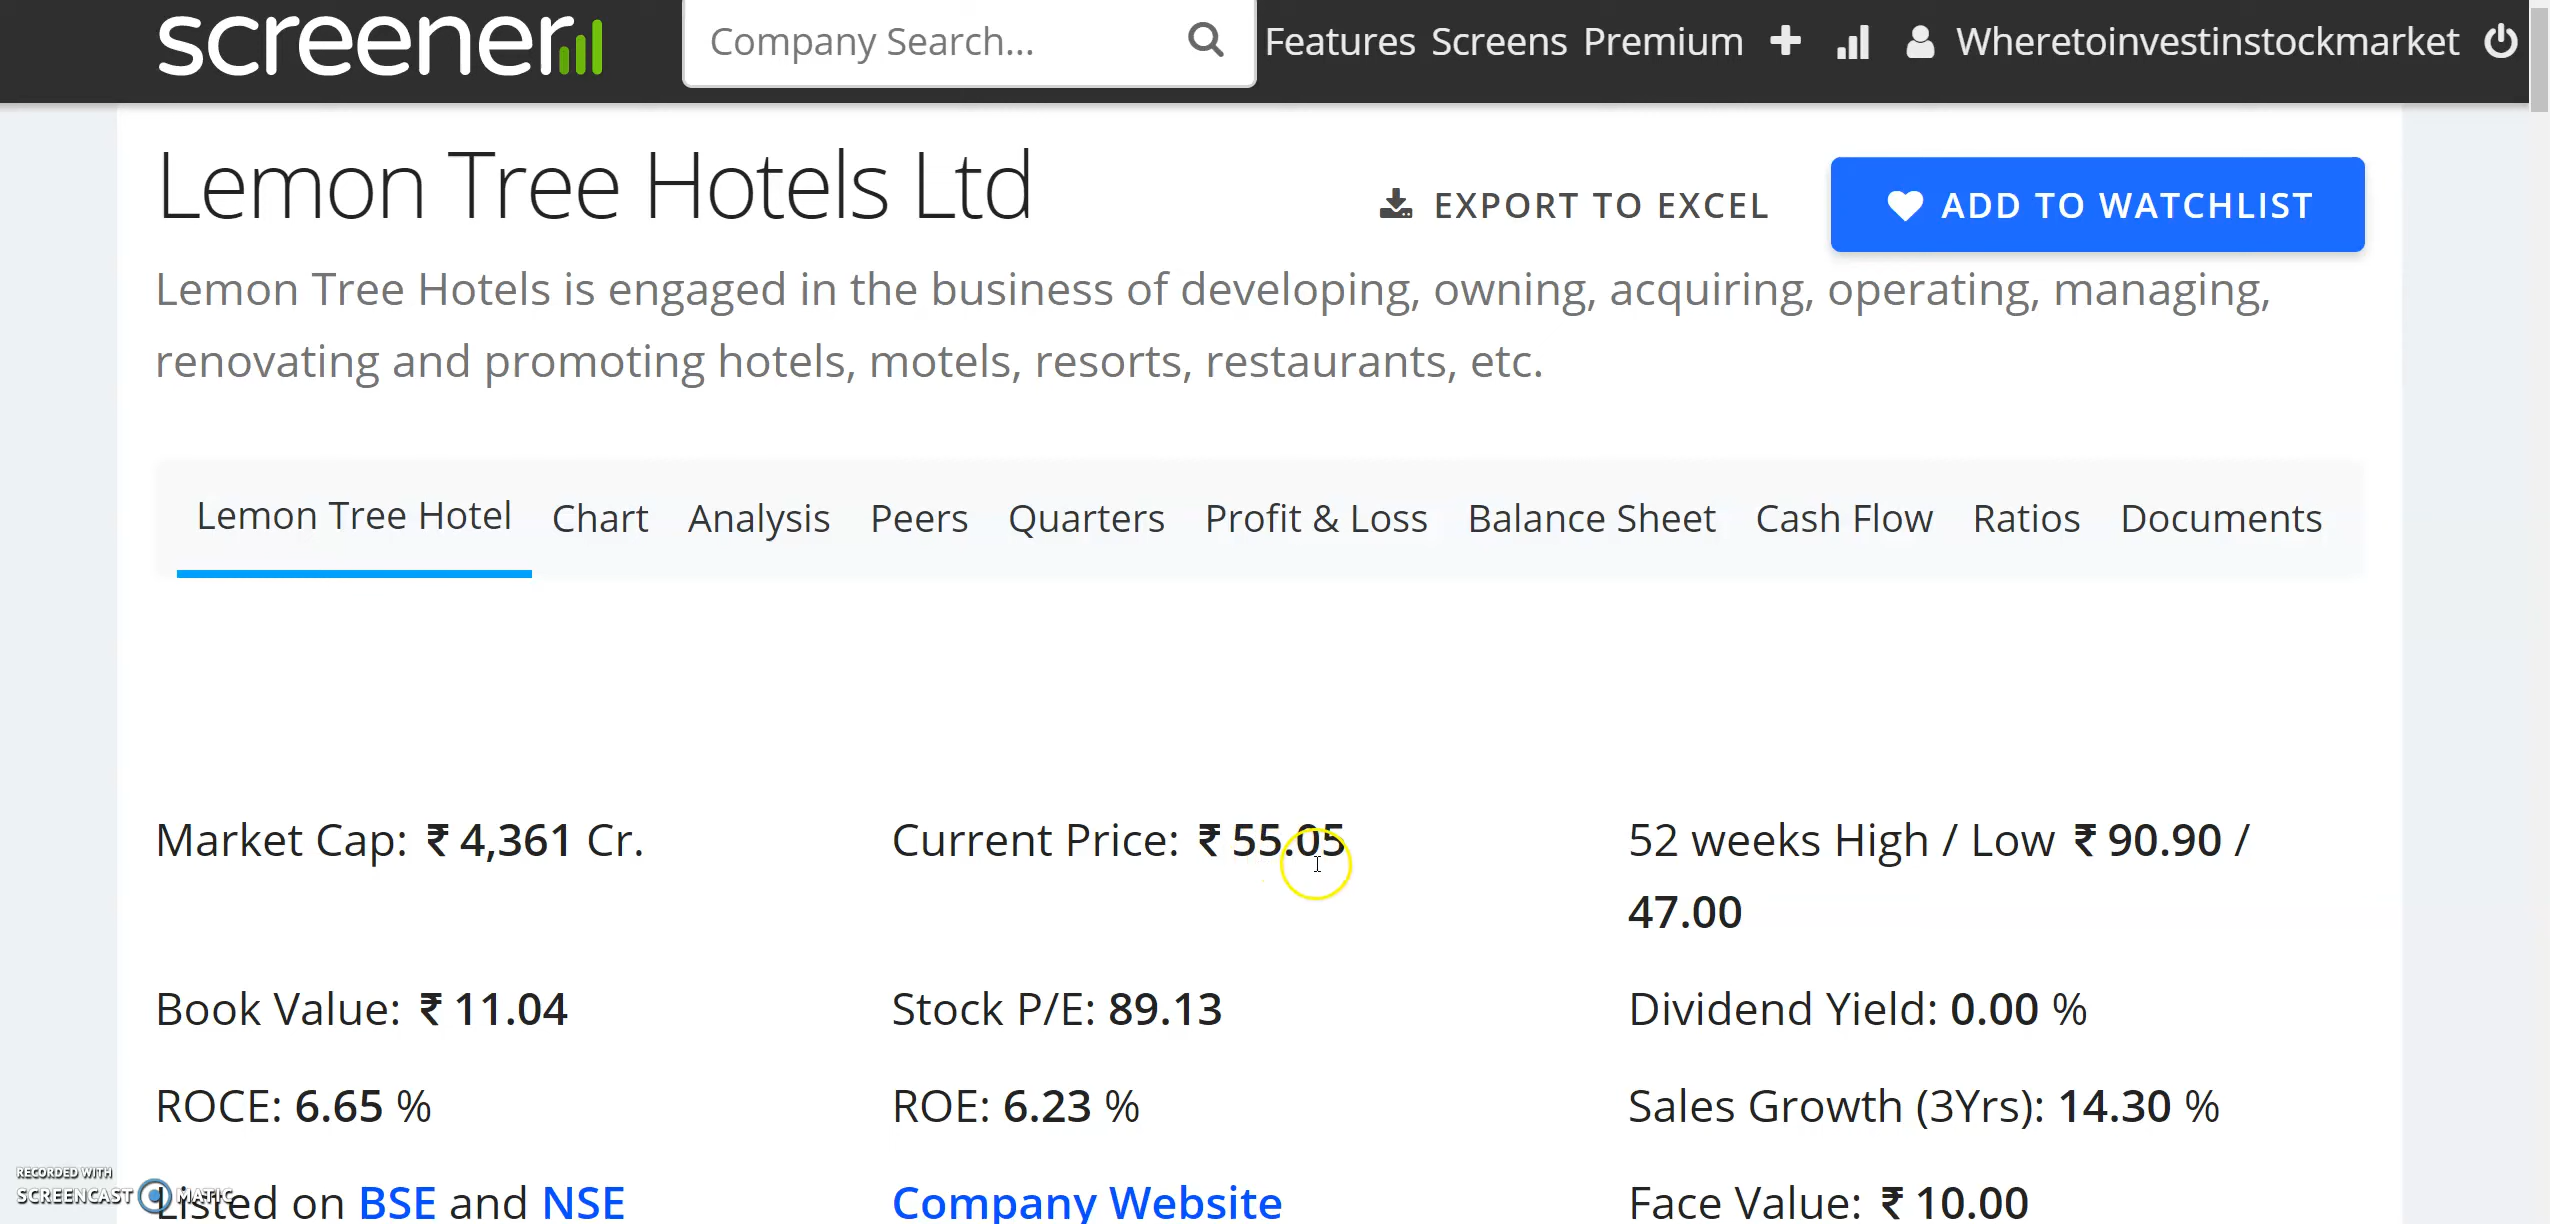 screener
Company Search...
Features Screens Premium Wheretoinvestinstockmarket
Lemon Tree Hotels Ltd
EXPORT TO EXCEL
ADD TO WATCHLIST
Lemon Tree Hotels is engaged in the business of developing, owning, acquiring, operating, managing,
renovating and promoting hotels, motels, resorts, restaurants, etc.
Lemon Tree Hotel Chart Analysis Peers Quarters Profit & Loss Balance Sheet Cash Flow Ratios Documents
Market Cap: ₹ 4,361 Cr.
Current Price: ₹ 55.05
52 weeks High / Low ₹ 90.90 /
47.00
Book Value: ₹ 11.04
Stock P/E: 89.13
Dividend Yield: 0.00 %
ROCE: 6.65 %
ROE: 6.23 %
Sales Growth (3Yrs): 14.30 %
Listed on BSE and NSE
Company Website
Face Value: ₹ 10.00
RECORDED WITH
SCREENCAST MATIC